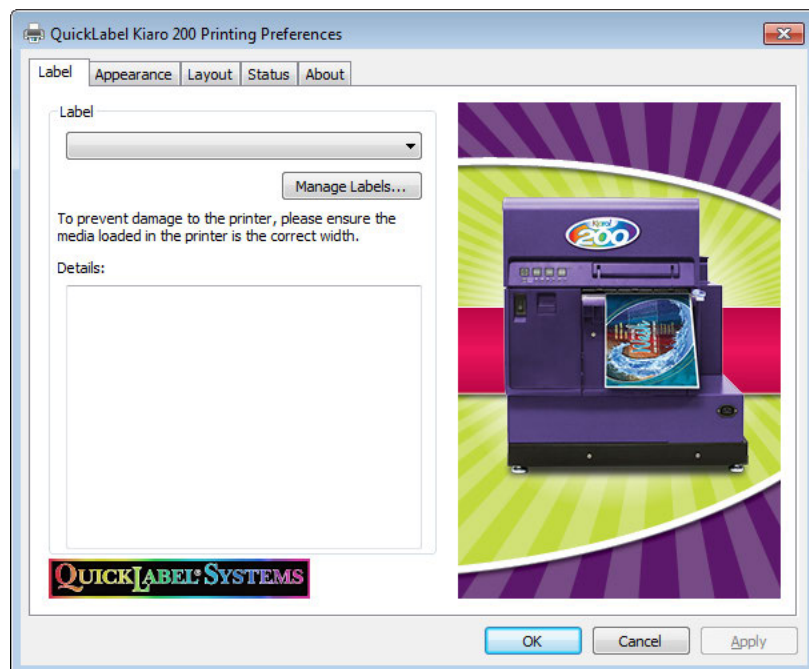 QuickLabel Kiaro 200 Printing Preferences
Label Appearance Layout Status About
Label
Manage Labels...
To prevent damage to the printer, please ensure the
media loaded in the printer is the correct width.
Details:
Kiaro!
200
Kiaro!
QUICKLABEL® SYSTEMS
OK Cancel Apply